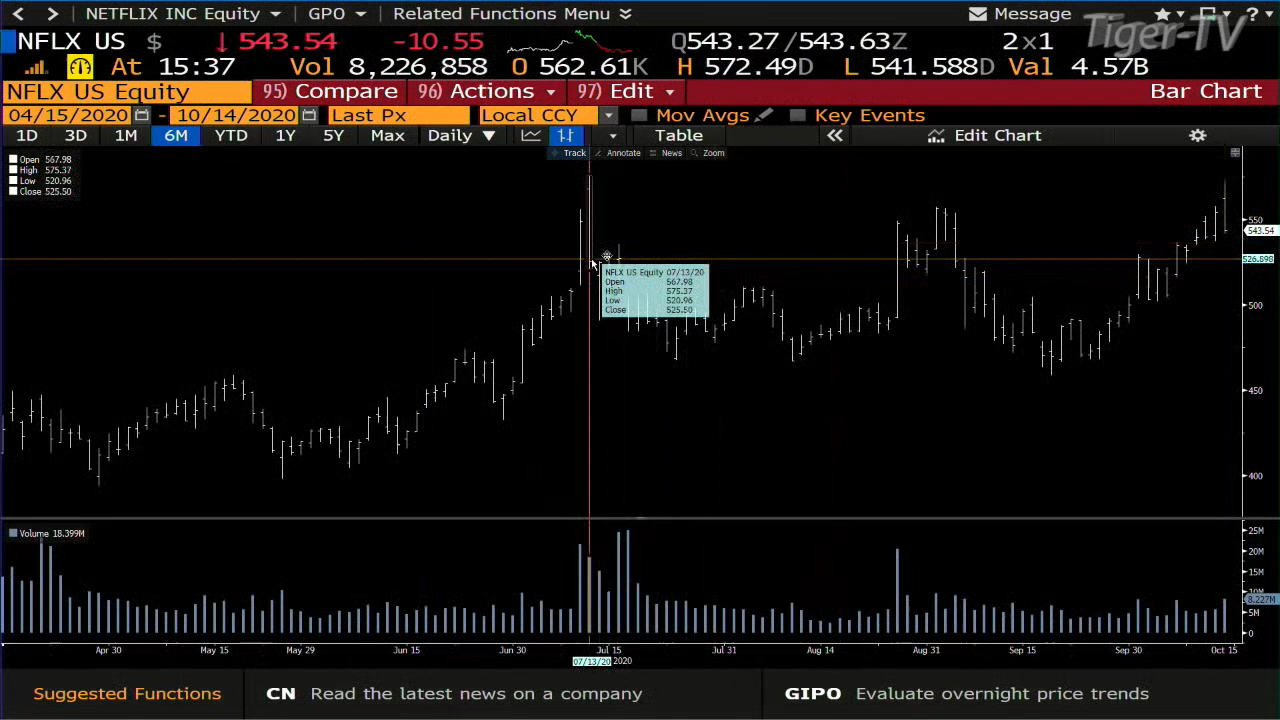 NETFLIX INC Equity GPO Related Functions Menu Message ?
Tiger-TV
NFLX US $ ↓ 543.54 -10.55 Q543.27/543.63Z 2×1
At 15:37 Vol 8,226,858 O 562.61K H 572.49D L 541.588D Val 4.57B
NFLX US Equity 95) Compare 96) Actions 97) Edit Bar Chart
04/15/2020 - 10/14/2020 Last Px Local CCY Mov Avgs Key Events
1D 3D 1M 6M YTD 1Y 5Y Max Daily ▼ Table « Edit Chart
Track Annotate News Zoom
Open 567.98
High 575.37
Low 520.96
Close 525.50
NFLX US Equity 07/13/20
Open 567.98
High 575.37
Low 520.96
Close 525.50
550
543.54
526.898
500
450
400
Volume 18.399M
25M
20M
15M
10M
8.227M
5M
0
Apr 30 May 15 May 29 Jun 15 Jun 30 Jul 15 Jul 31 Aug 14 Aug 31 Sep 15 Sep 30 Oct 15
07/13/20 2020
Suggested Functions CN Read the latest news on a company GIPO Evaluate overnight price trends